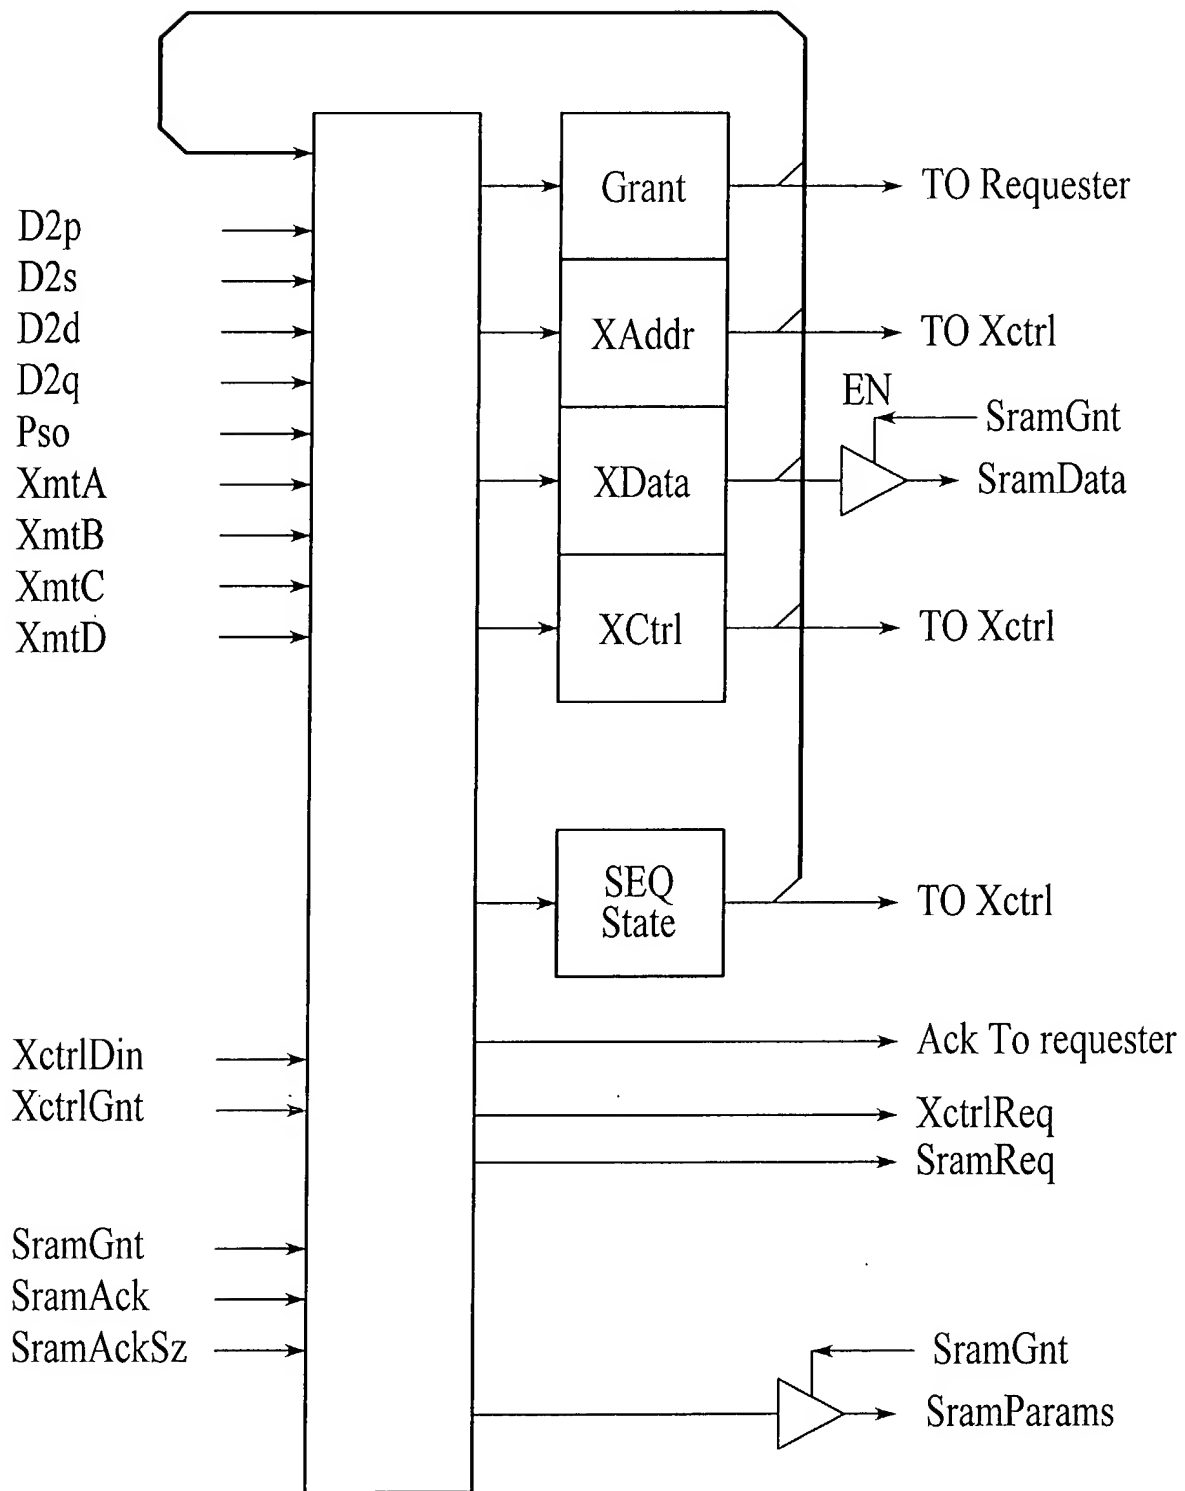 Grant
TO Requester
D2p
D2s
D2d
XAddr
TO Xctrl
D2q
EN
Pso
SramGnt
XmtA
XData
SramData
XmtB
XmtC
XmtD
XCtrl
TO Xctrl
SEQ
State
TO Xctrl
XctrlDin
Ack To requester
XctrlGnt
XctrlReq
SramReq
SramGnt
SramAck
SramAckSz
SramGnt
SramParams